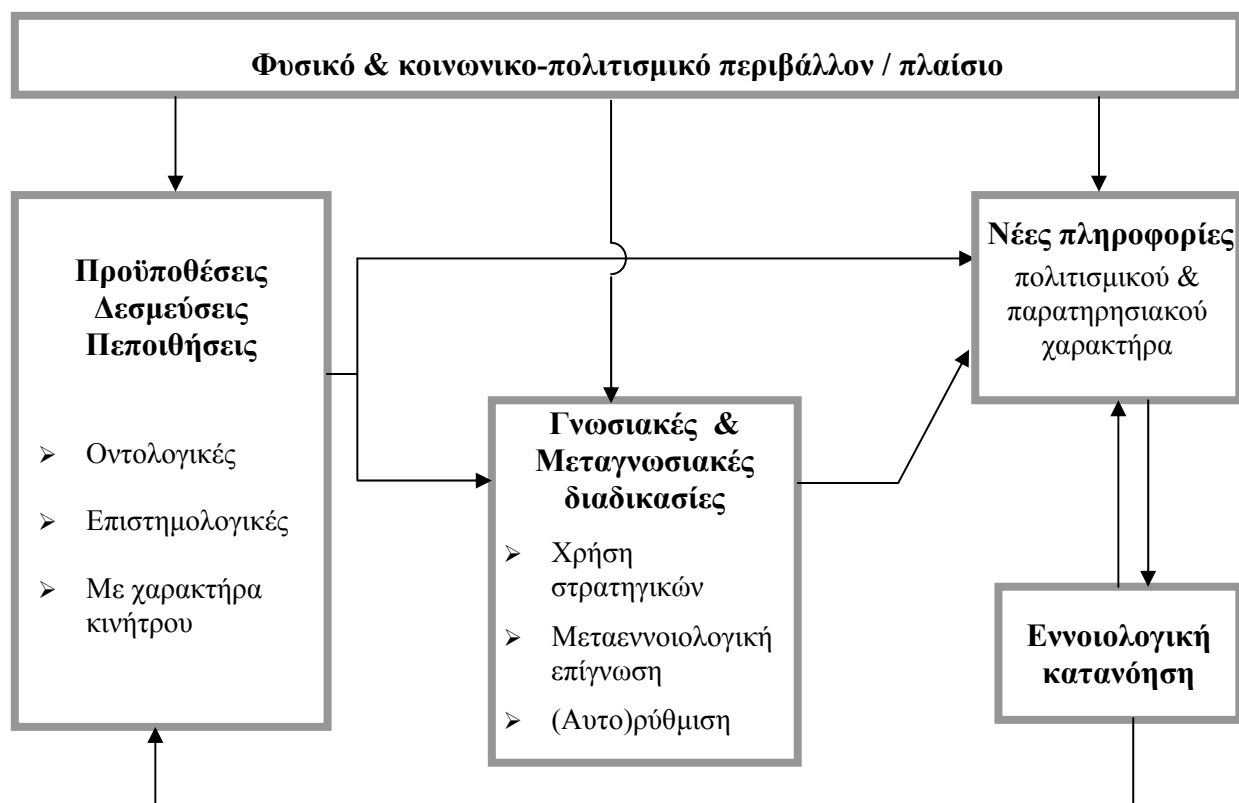 Φυσικό & κοινωνικο-πολιτισμικό περιβάλλον / πλαίσιο
Προϋποθέσεις
Δεσμεύσεις
Πεποιθήσεις
➢ Οντολογικές
➢ Επιστημολογικές
➢ Με χαρακτήρα
κινήτρου
Γνωσιακές &
Μεταγνωσιακές
διαδικασίες
➢ Χρήση
στρατηγικών
➢ Μεταεννοιολογική
επίγνωση
➢ (Αυτο)ρύθμιση
Νέες πληροφορίες
πολιτισμικού &
παρατηρησιακού
χαρακτήρα
Εννοιολογική
κατανόηση